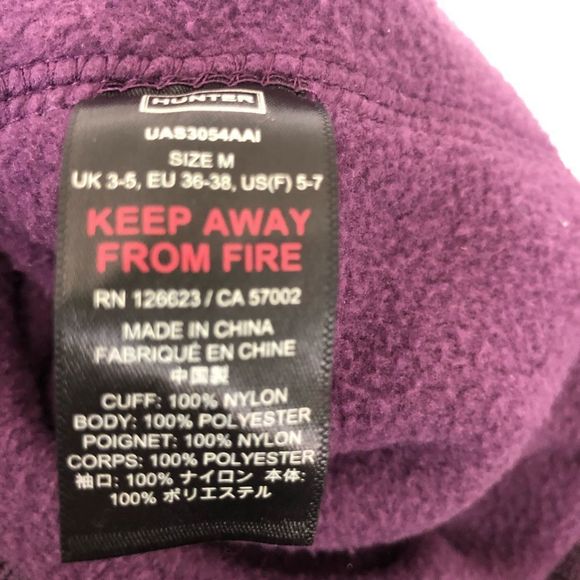 HUNTER
UAS3054AAI
SIZE M
UK 3-5, EU 36-38, US(F) 5-7
KEEP AWAY
FROM FIRE
RN 126623 / CA 57002
MADE IN CHINA
FABRIQUÉ EN CHINE
中国製
CUFF: 100% NYLON
BODY: 100% POLYESTER
POIGNET: 100% NYLON
CORPS: 100% POLYESTER
袖口: 100% ナイロン 本体:
100% ポリエステル